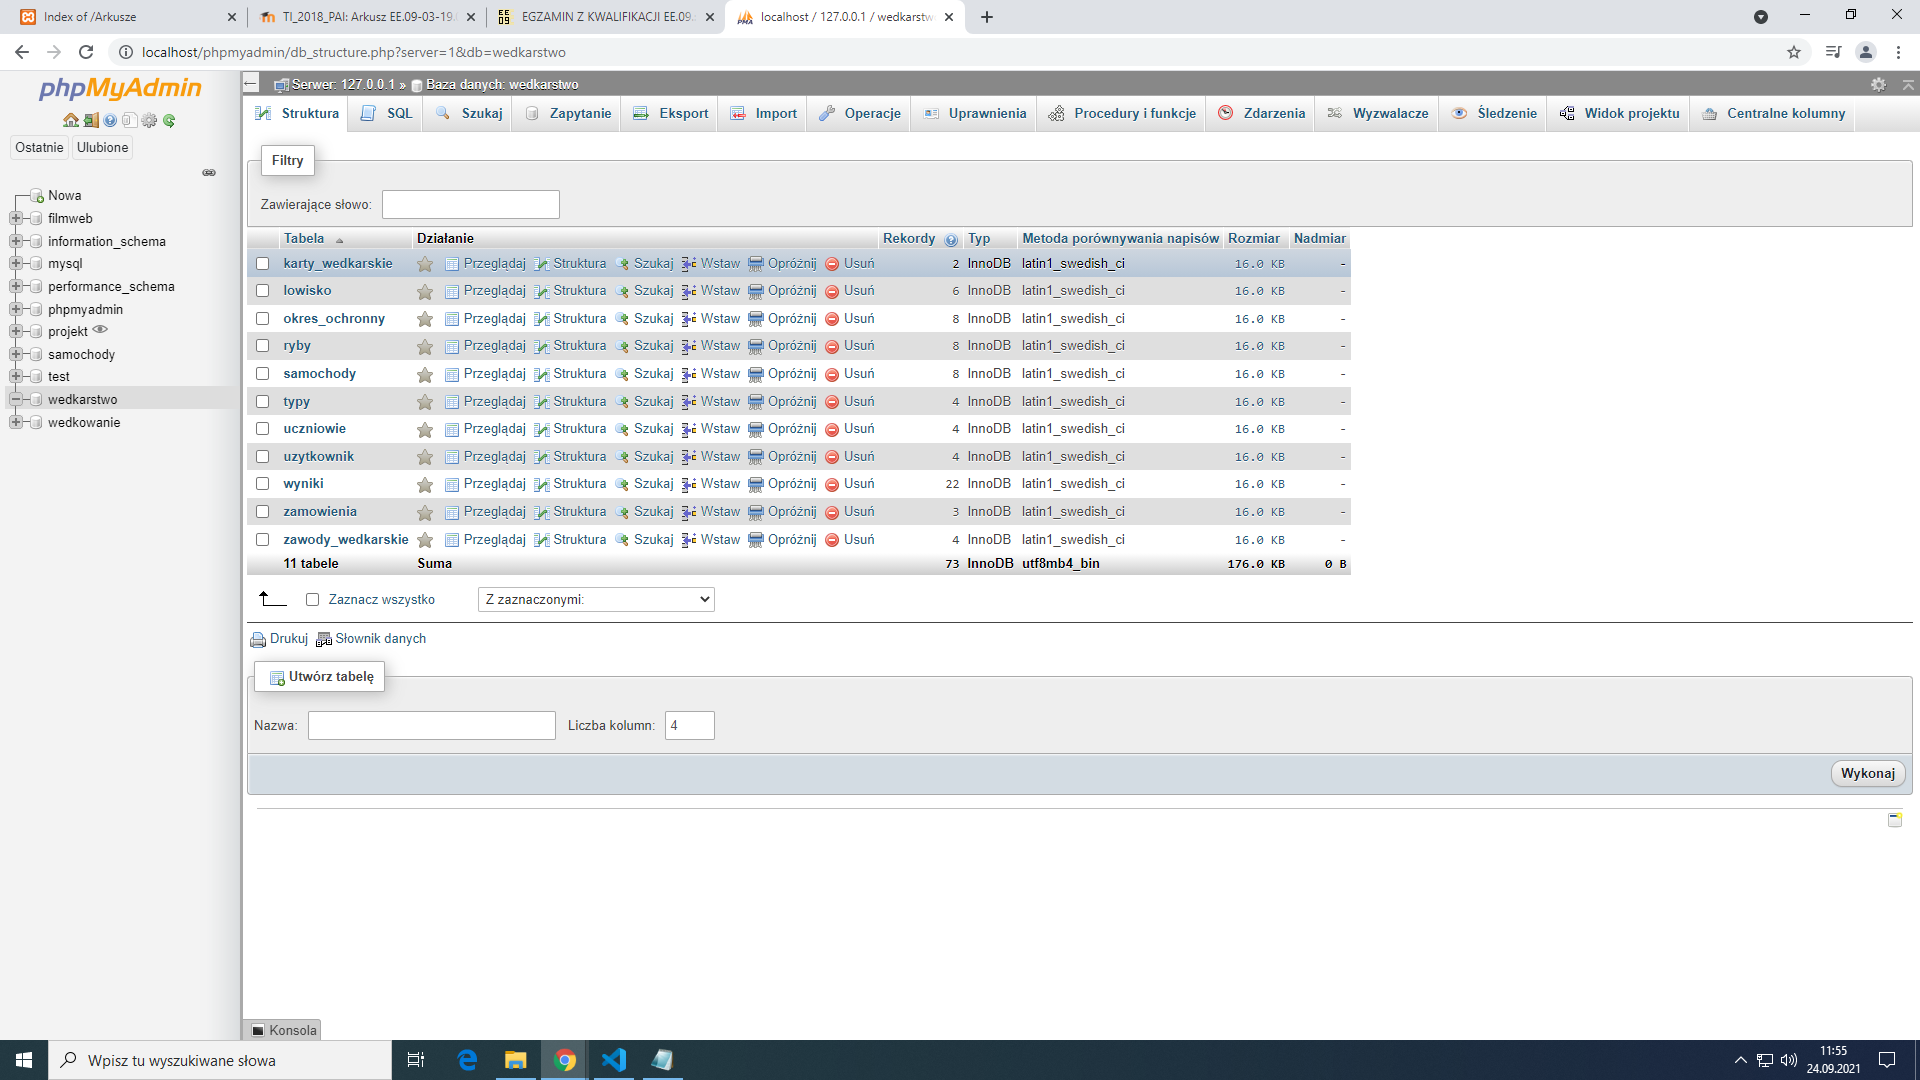 Index of /Arkusze
TI_2018_PAI: Arkusz EE.09-03-19.
EGZAMIN Z KWALIFIKACJI EE.09.
localhost / 127.0.0.1 / wedkarstw
localhost/phpmyadmin/db_structure.php?server=1&db=wedkarstwo
phpMyAdmin
Ostatnie Ulubione
Nowa
filmweb
information_schema
mysql
performance_schema
phpmyadmin
projekt
samochody
test
wedkarstwo
wedkowanie
Serwer: 127.0.0.1 » Baza danych: wedkarstwo
Struktura SQL Szukaj Zapytanie Eksport Import Operacje Uprawnienia Procedury i funkcje Zdarzenia Wyzwalacze Śledzenie Widok projektu Centralne kolumny
Filtry
Zawierające słowo:
Tabela Działanie Rekordy Typ Metoda porównywania napisów Rozmiar Nadmiar
karty_wedkarskie Przeglądaj Struktura Szukaj Wstaw Opróżnij Usuń 2 InnoDB latin1_swedish_ci 16.0 KB -
lowisko Przeglądaj Struktura Szukaj Wstaw Opróżnij Usuń 6 InnoDB latin1_swedish_ci 16.0 KB -
okres_ochronny Przeglądaj Struktura Szukaj Wstaw Opróżnij Usuń 8 InnoDB latin1_swedish_ci 16.0 KB -
ryby Przeglądaj Struktura Szukaj Wstaw Opróżnij Usuń 8 InnoDB latin1_swedish_ci 16.0 KB -
samochody Przeglądaj Struktura Szukaj Wstaw Opróżnij Usuń 8 InnoDB latin1_swedish_ci 16.0 KB -
typy Przeglądaj Struktura Szukaj Wstaw Opróżnij Usuń 4 InnoDB latin1_swedish_ci 16.0 KB -
uczniowie Przeglądaj Struktura Szukaj Wstaw Opróżnij Usuń 4 InnoDB latin1_swedish_ci 16.0 KB -
uzytkownik Przeglądaj Struktura Szukaj Wstaw Opróżnij Usuń 4 InnoDB latin1_swedish_ci 16.0 KB -
wyniki Przeglądaj Struktura Szukaj Wstaw Opróżnij Usuń 22 InnoDB latin1_swedish_ci 16.0 KB -
zamowienia Przeglądaj Struktura Szukaj Wstaw Opróżnij Usuń 3 InnoDB latin1_swedish_ci 16.0 KB -
zawody_wedkarskie Przeglądaj Struktura Szukaj Wstaw Opróżnij Usuń 4 InnoDB latin1_swedish_ci 16.0 KB -
11 tabele Suma 73 InnoDB utf8mb4_bin 176.0 KB 0 B
Zaznacz wszystko Z zaznaczonymi:
Drukuj Słownik danych
Utwórz tabelę
Nazwa: Liczba kolumn: 4
Wykonaj
Konsola
Wpisz tu wyszukiwane słowa
11:55
24.09.2021